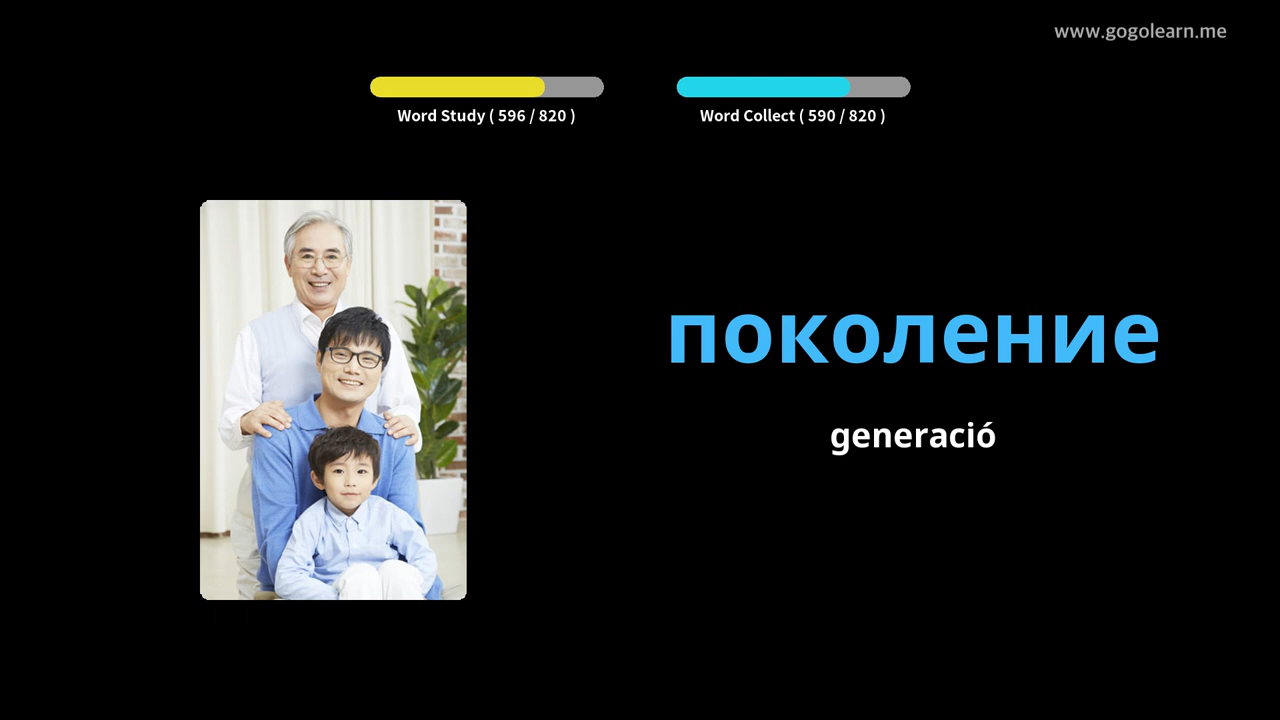 www.gogolearn.me
Word Study ( 596 / 820 )
Word Collect ( 590 / 820 )
поколение
generació